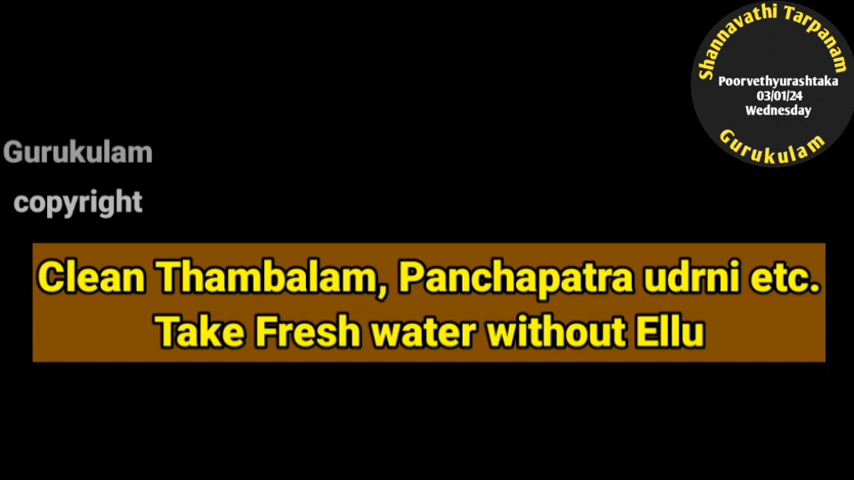 Shannavathi Tarpanam
Poorvethyurashtaka
03/01/24
Wednesday
Gurukulam
Gurukulam
copyright
Clean Thambalam, Panchapatra udrni etc.
Take Fresh water without Ellu